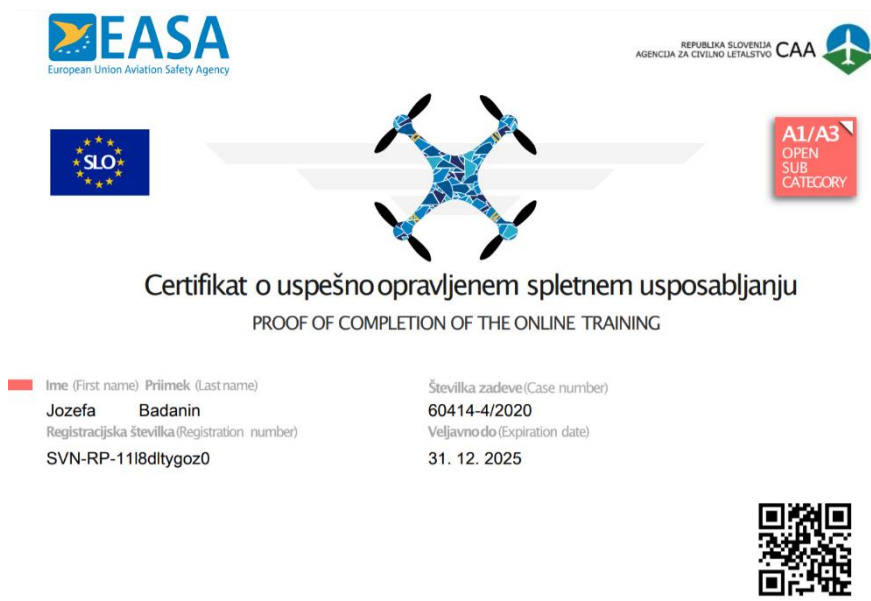 EASA
European Union Aviation Safety Agency
REPUBLIKA SLOVENIJA
AGENCIJA ZA CIVILNO LETALSTVO CAA
SLO
A1/A3
OPEN
SUB
CATEGORY
Certifikat o uspešno opravljenem spletnem usposabljanju
PROOF OF COMPLETION OF THE ONLINE TRAINING
Ime (First name) Priimek (Last name)
Jozefa Badanin
Registracijska številka (Registration number)
SVN-RP-11l8dltygoz0
Številka zadeve (Case number)
60414-4/2020
Veljavno do (Expiration date)
31. 12. 2025